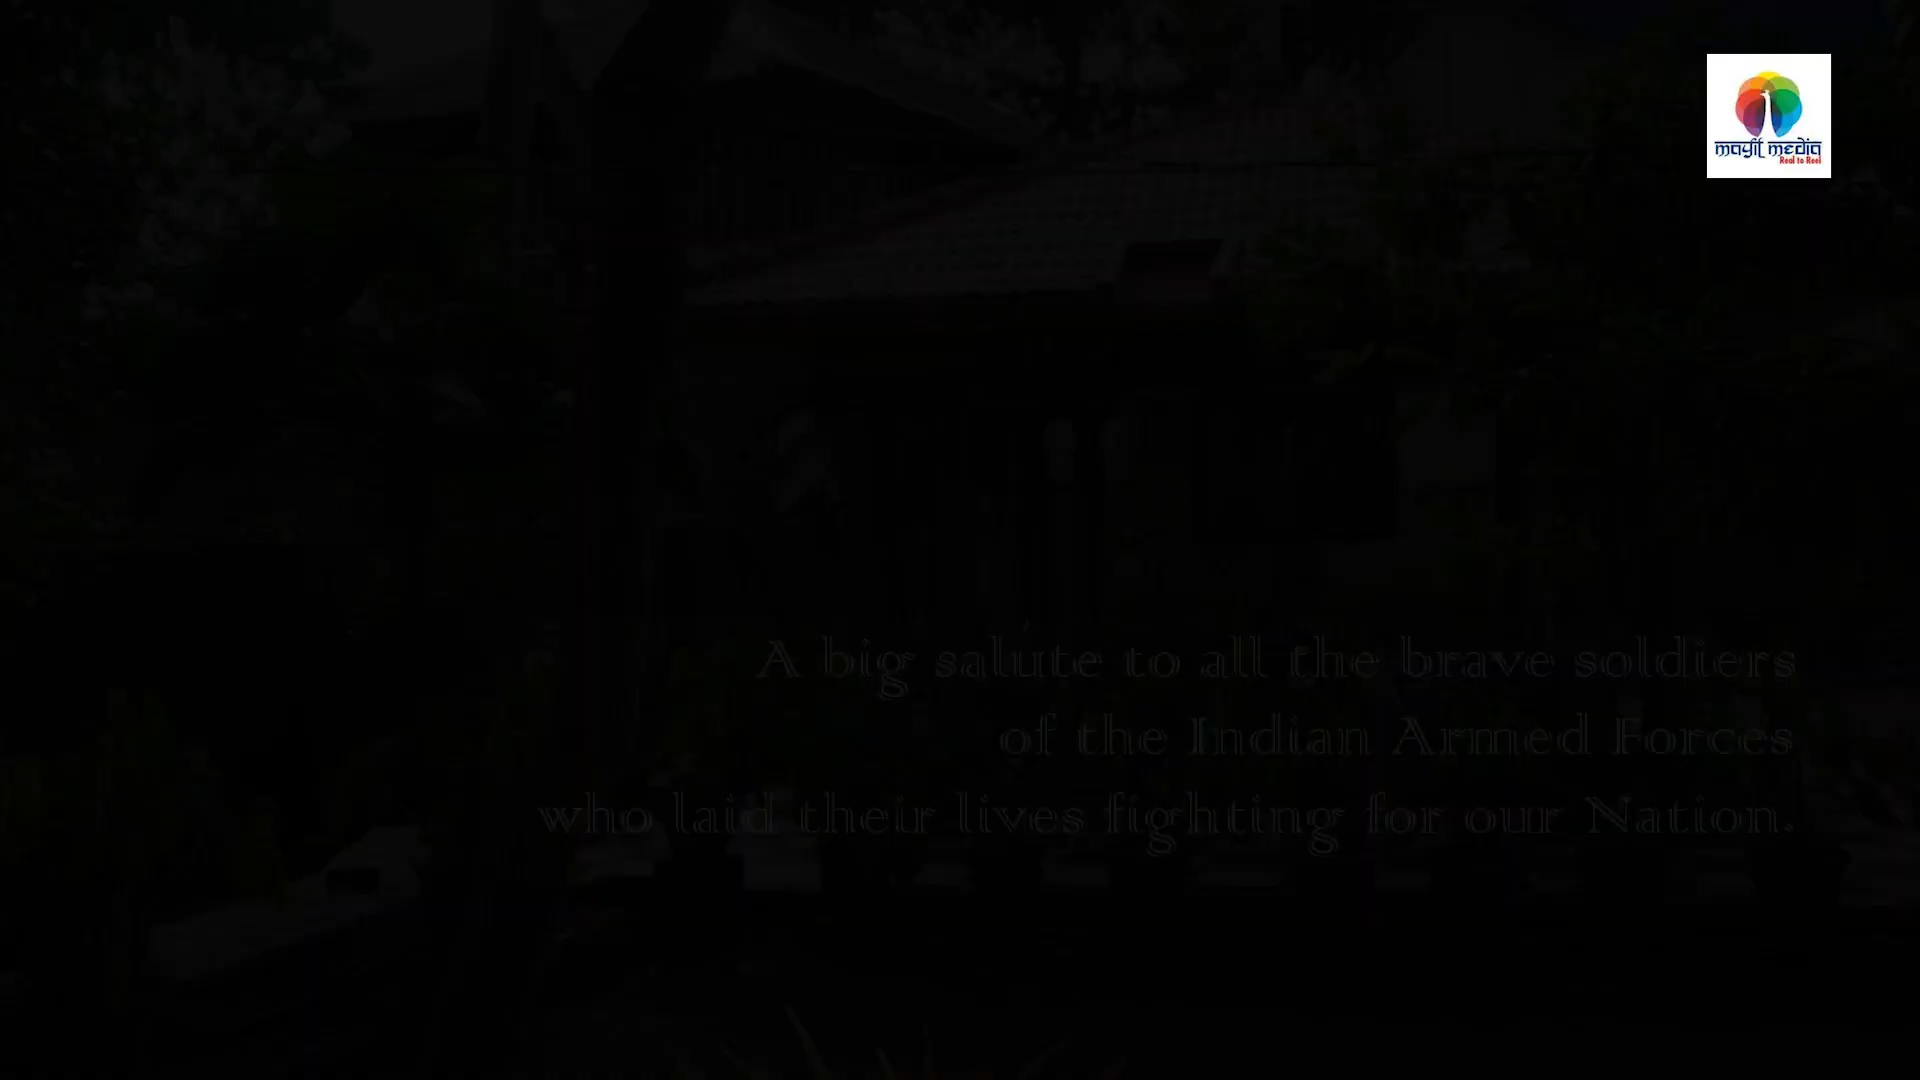 mayil media
Real to Reel
A big salute to all the brave soldiers
of the Indian Armed Forces
who laid their lives fighting for our Nation.